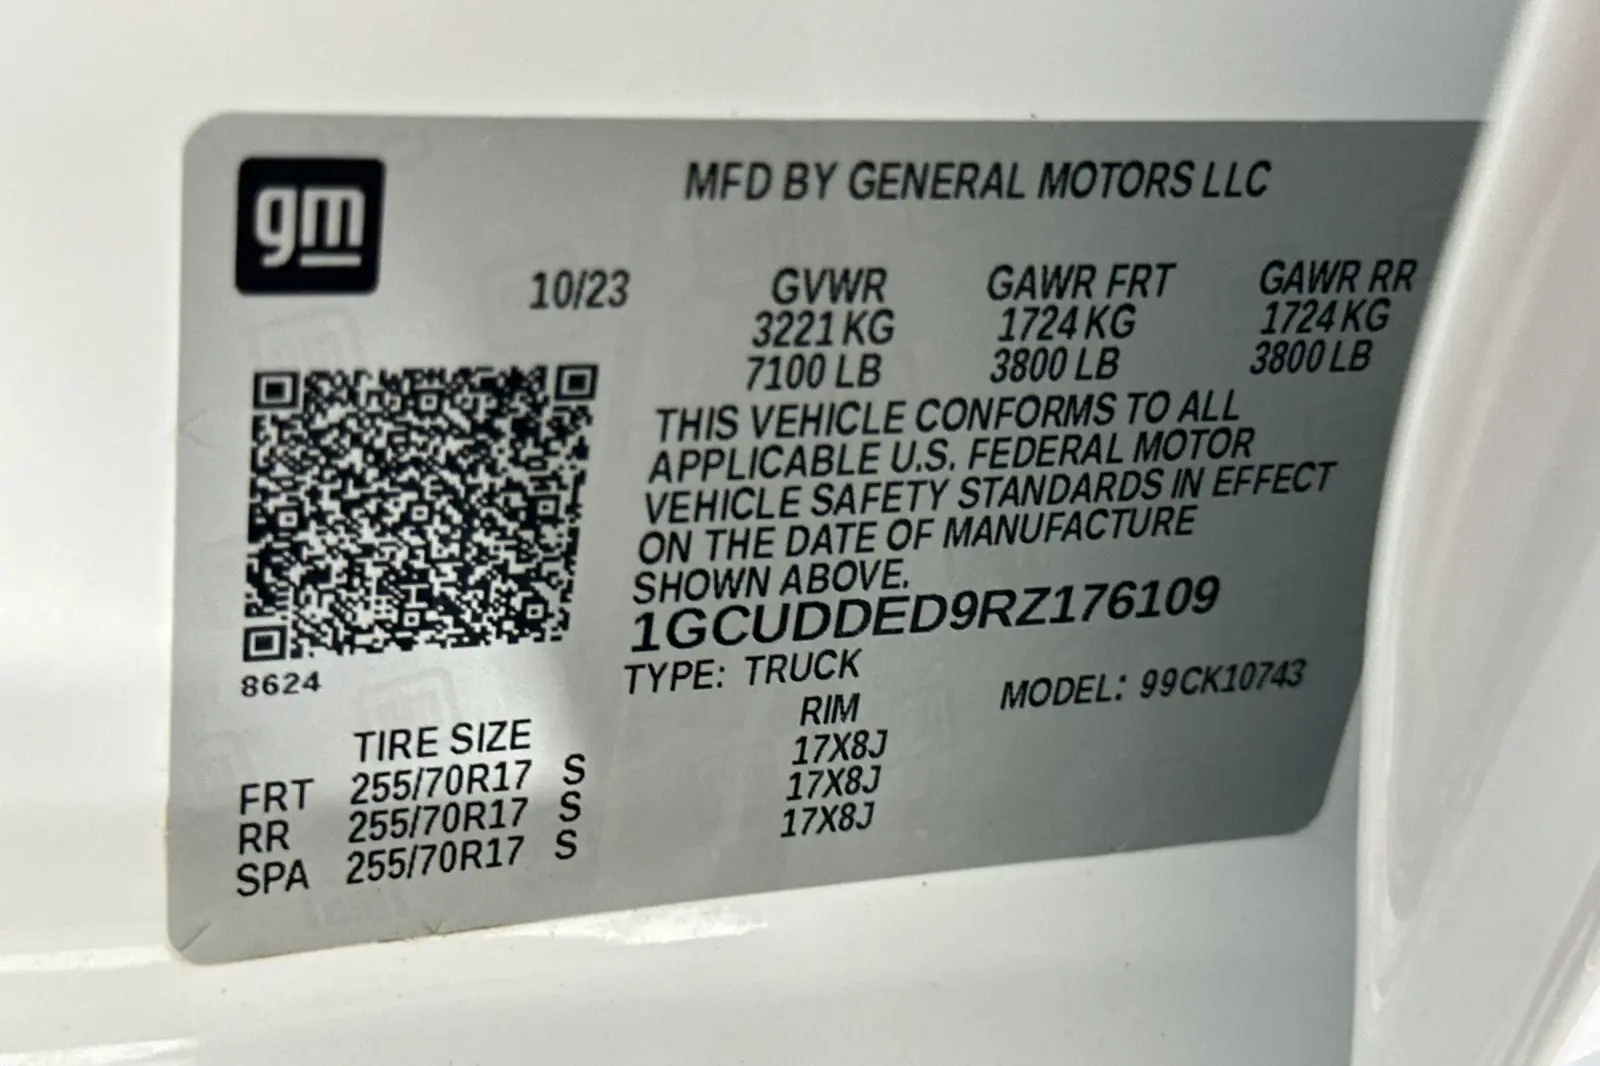 gm
MFD BY GENERAL MOTORS LLC
10/23 GVWR GAWR FRT GAWR RR
3221 KG 1724 KG 1724 KG
7100 LB 3800 LB 3800 LB
THIS VEHICLE CONFORMS TO ALL
APPLICABLE U.S. FEDERAL MOTOR
VEHICLE SAFETY STANDARDS IN EFFECT
ON THE DATE OF MANUFACTURE
SHOWN ABOVE.
1GCUDDED9RZ176109
8624
TYPE: TRUCK MODEL: 99CK10743
TIRE SIZE RIM
FRT 255/70R17 S 17X8J
RR 255/70R17 S 17X8J
SPA 255/70R17 S 17X8J